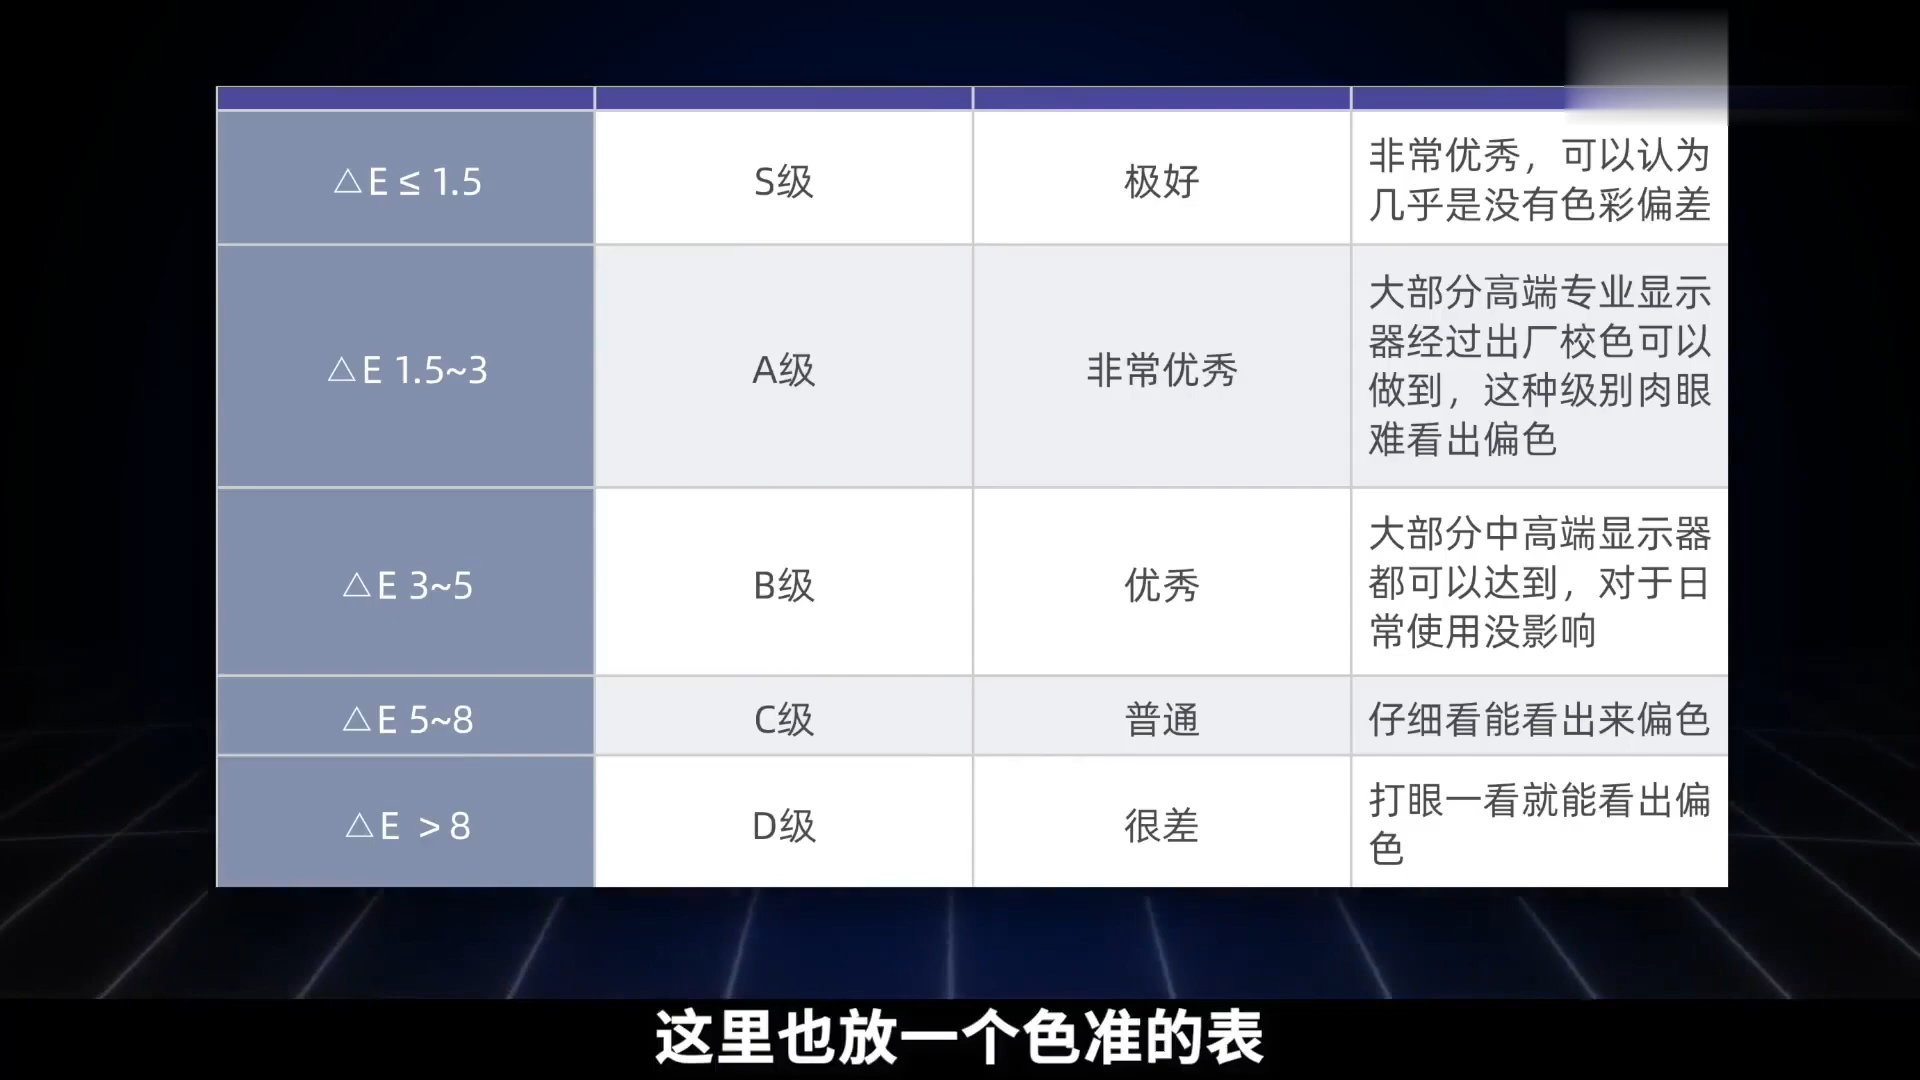 △E ≤ 1.5
S级
极好
非常优秀，可以认为
几乎是没有色彩偏差
△E 1.5~3
A级
非常优秀
大部分高端专业显示
器经过出厂校色可以
做到，这种级别肉眼
难看出偏色
△E 3~5
B级
优秀
大部分中高端显示器
都可以达到，对于日
常使用没影响
△E 5~8
C级
普通
仔细看能看出来偏色
△E ＞8
D级
很差
打眼一看就能看出偏
色
这里也放一个色准的表